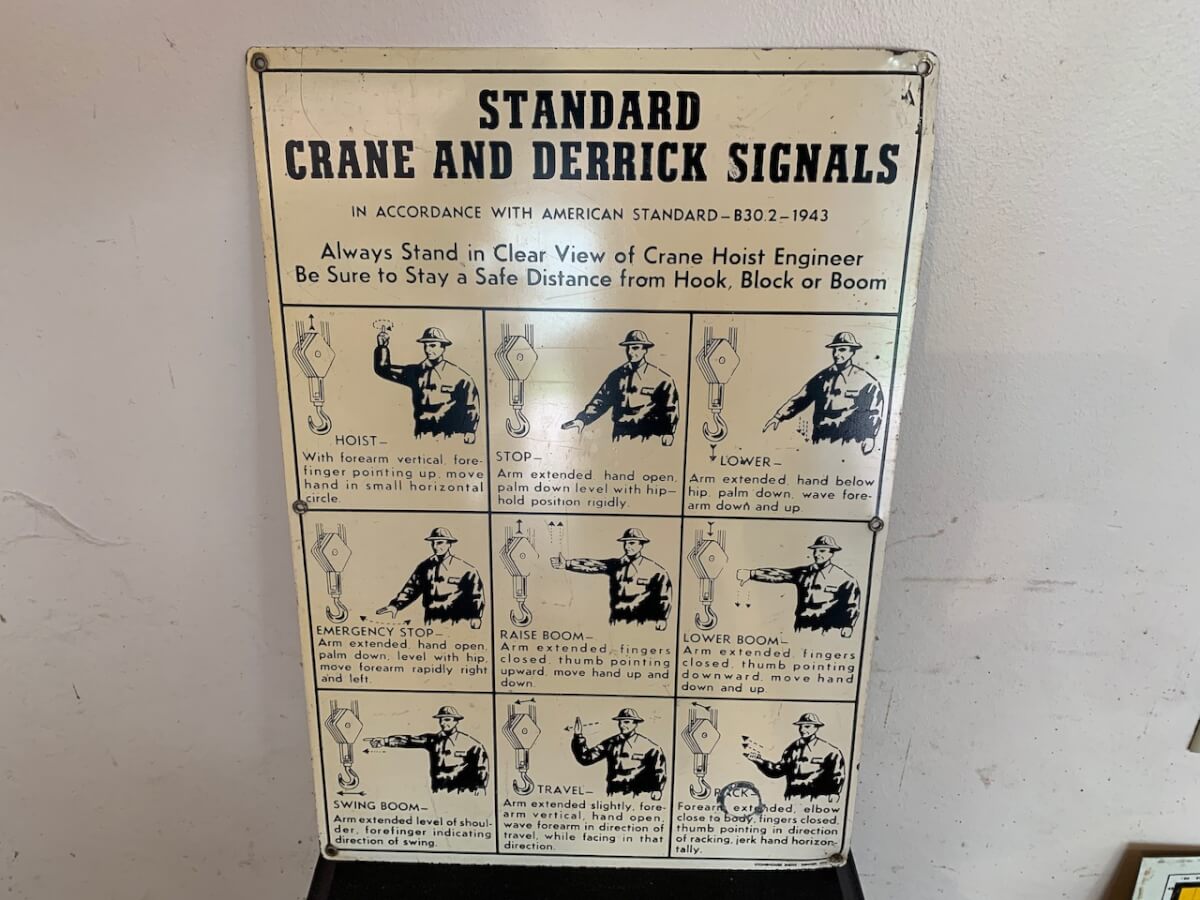 STANDARD
CRANE AND DERRICK SIGNALS
IN ACCORDANCE WITH AMERICAN STANDARD—B30.2—1943
Always Stand in Clear View of Crane Hoist Engineer
Be Sure to Stay a Safe Distance from Hook, Block or Boom
HOIST—
With forearm vertical, fore-
finger pointing up, move
hand in small horizontal
circle.
STOP—
Arm extended, hand open,
palm down level with hip—
hold position rigidly.
LOWER—
Arm extended, hand below
hip, palm down, wave fore-
arm down and up.
EMERGENCY STOP—
Arm extended, hand open,
palm down, level with hip,
move forearm rapidly right
and left.
RAISE BOOM—
Arm extended, fingers
closed, thumb pointing
upward, move hand up and
down.
LOWER BOOM—
Arm extended, fingers
closed, thumb pointing
downward, move hand
down and up.
SWING BOOM—
Arm extended level of shoul-
der, forefinger indicating
direction of swing.
TRAVEL—
Arm extended slightly, fore-
arm vertical, hand open,
wave forearm in direction of
travel, while facing in that
direction.
RACK—
Forearm extended, elbow
close to body, fingers closed,
thumb pointing in direction
of racking, jerk hand horizon-
tally.